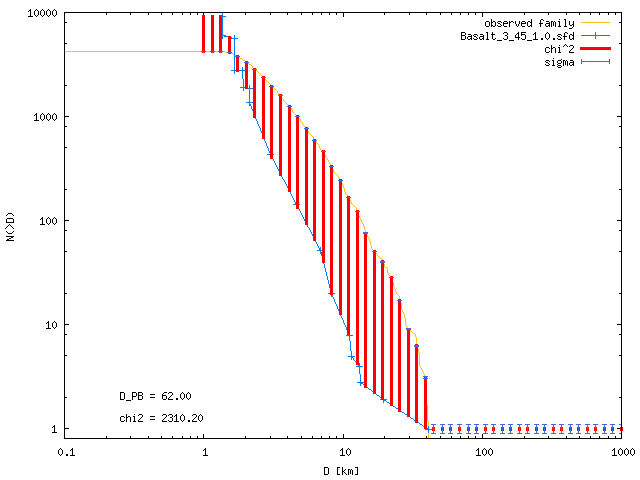 observed family
Basalt_3_45_1.0.sfd
chi^2
sigma
10000
1000
100
10
1
N(>D)
D_PB = 62.00
chi2 = 2310.20
0.1 1 10 100 1000
D [km]